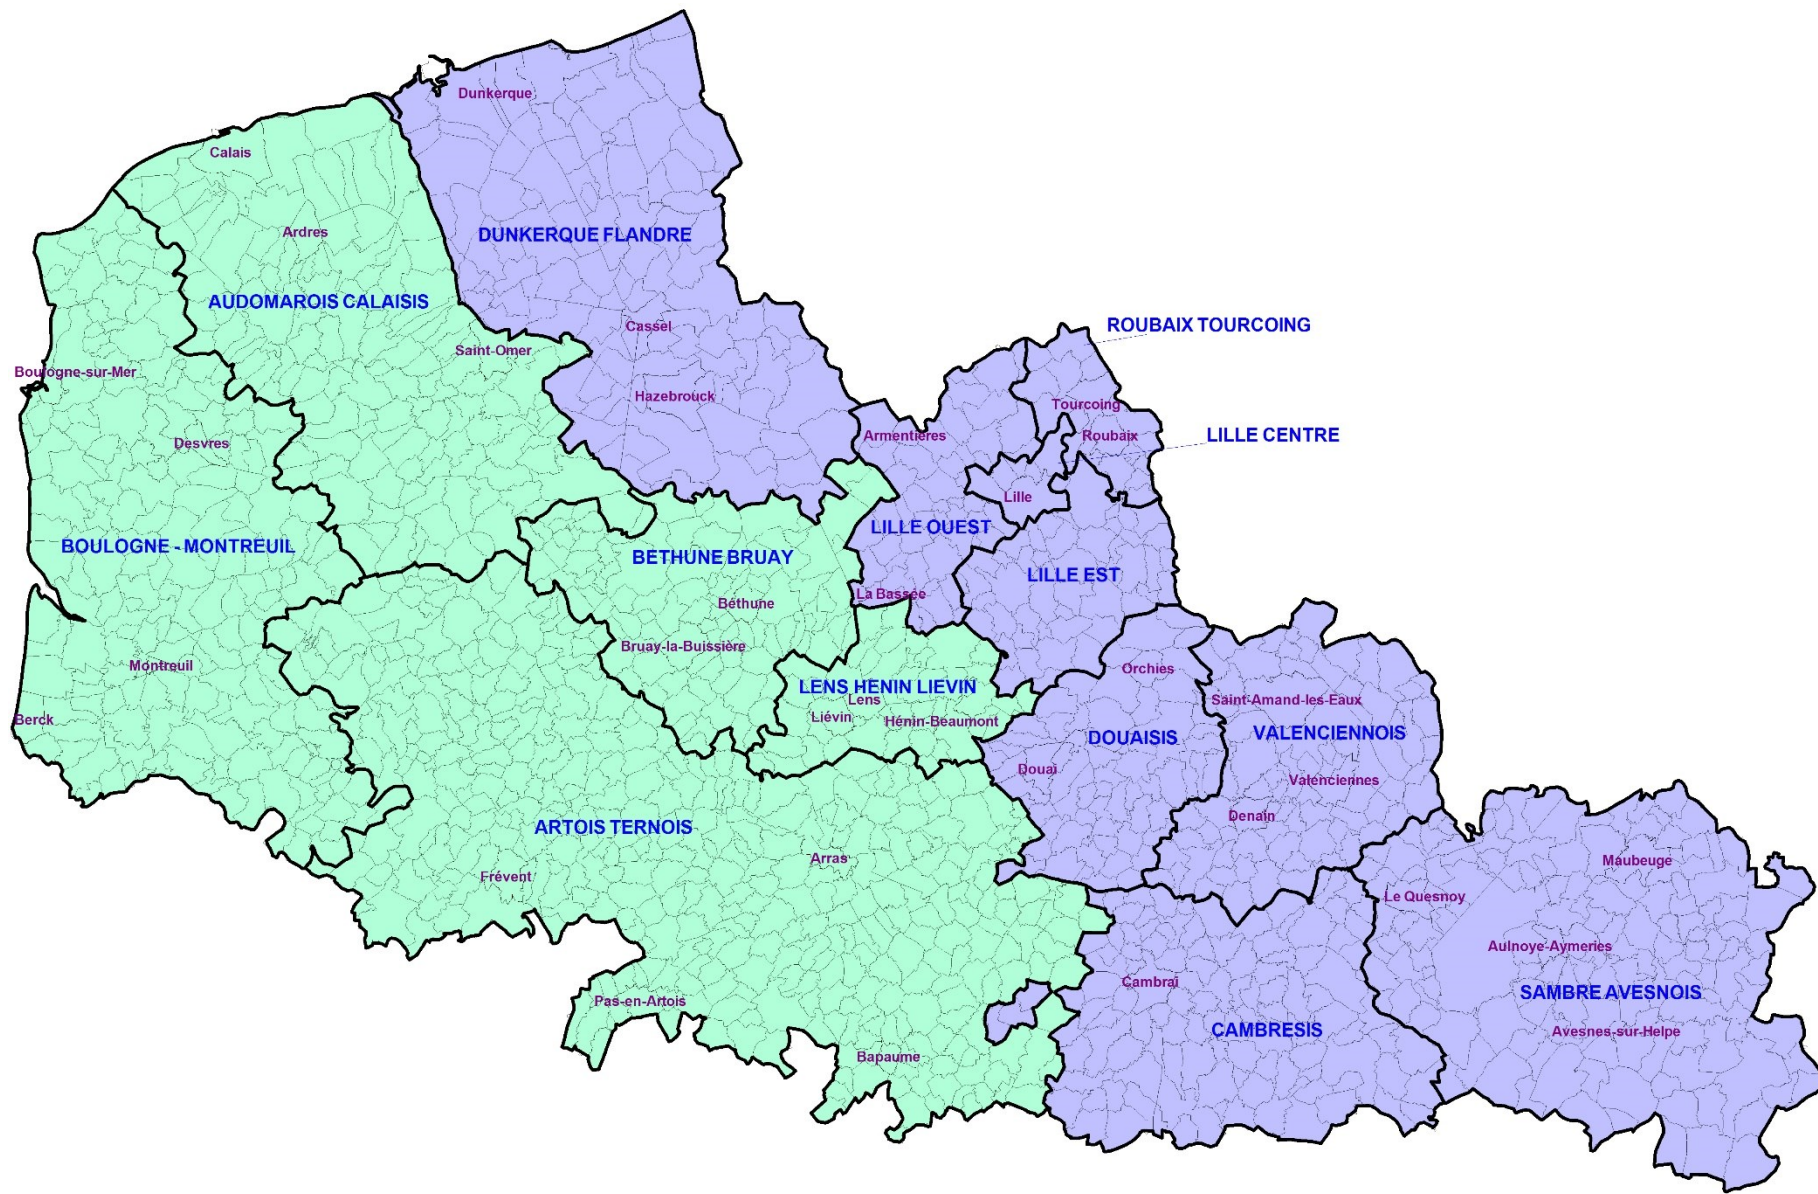 Dunkerque
Calais
Ardres
DUNKERQUE FLANDRE
AUDOMAROIS CALAISIS
Cassel
ROUBAIX TOURCOING
Saint-Omer
Boulogne-sur-Mer
Hazebrouck
Tourcoing
Desvres
Armentières
Roubaix
LILLE CENTRE
Lille
LILLE OUEST
BOULOGNE - MONTREUIL
BETHUNE BRUAY
LILLE EST
La Bassée
Béthune
Bruay-la-Buissière
Montreuil
Orchies
LENS HENIN LIEVIN
Lens
Saint-Amand-les-Eaux
Liévin
Hénin-Beaumont
Berck
VALENCIENNOIS
DOUAISIS
Douai
Valenciennes
Denain
ARTOIS TERNOIS
Arras
Maubeuge
Frévent
Le Quesnoy
Aulnoye-Aymeries
Cambrai
SAMBRE AVESNOIS
Pas-en-Artois
CAMBRESIS
Avesnes-sur-Helpe
Bapaume